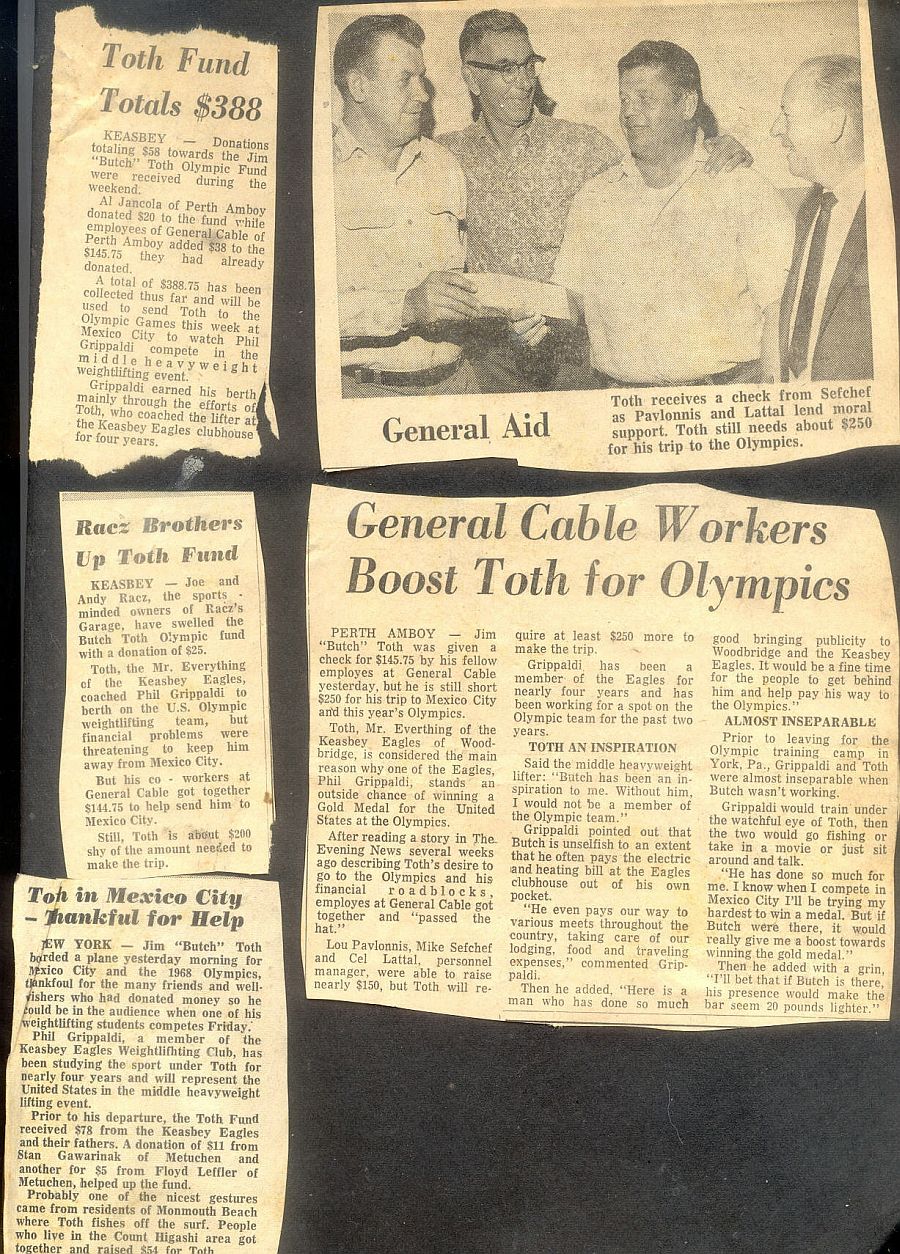 Toth Fund
Totals $388
KEASBEY — Donations
totaling $58 towards the Jim
"Butch" Toth Olympic Fund
were received during the
weekend.
Al Jancola of Perth Amboy
donated $20 to the fund while
employees of General Cable of
Perth Amboy added $38 to the
$145.75 they had already
donated.
A total of $388.75 has been
collected thus far and will be
used to send Toth to the
Olympic Games this week at
Mexico City to watch Phil
Grippaldi compete in the
middle heavyweight
weightlifting event.
Grippaldi earned his berth
mainly through the efforts of
Toth, who coached the lifter at
the Keasbey Eagles clubhouse
for four years.
General Aid
Toth receives a check from Sefchef
as Pavlonnis and Lattal lend moral
support. Toth still needs about $250
for his trip to the Olympics.
Racz Brothers
Up Toth Fund
KEASBEY — Joe and
Andy Racz, the sports -
minded owners of Racz's
Garage, have swelled the
Butch Toth Olympic fund
with a donation of $25.
Toth, the Mr. Everything
of the Keasbey Eagles,
coached Phil Grippaldi to
berth on the U.S. Olympic
weightlifting team, but
financial problems were
threatening to keep him
away from Mexico City.
But his co - workers at
General Cable got together
$144.75 to help send him to
Mexico City.
Still, Toth is about $200
shy of the amount needed to
make the trip.
General Cable Workers
Boost Toth for Olympics
PERTH AMBOY — Jim
"Butch" Toth was given a
check for $145.75 by his fellow
employes at General Cable
yesterday, but he is still short
$250 for his trip to Mexico City
and this year's Olympics.
Toth, Mr. Everthing of the
Keasbey Eagles of Wood-
bridge, is considered the main
reason why one of the Eagles,
Phil Grippaldi, stands an
outside chance of winning a
Gold Medal for the United
States at the Olympics.
After reading a story in The
Evening News several weeks
ago describing Toth's desire to
go to the Olympics and his
financial roadblocks,
employes at General Cable got
together and "passed the
hat."
Lou Pavlonnis, Mike Sefchef
and Cel Lattal, personnel
manager, were able to raise
nearly $150, but Toth will re-
quire at least $250 more to
make the trip.
Grippaldi has been a
member of the Eagles for
nearly four years and has
been working for a spot on the
Olympic team for the past two
years.
TOTH AN INSPIRATION
Said the middle heavyweight
lifter: "Butch has been an in-
spiration to me. Without him,
I would not be a member of
the Olympic team."
Grippaldi pointed out that
Butch is unselfish to an extent
that he often pays the electric
and heating bill at the Eagles
clubhouse out of his own
pocket.
"He even pays our way to
various meets throughout the
country, taking care of our
lodging, food and traveling
expenses," commented Grip-
paldi.
Then he added, "Here is a
man who has done so much
good bringing publicity to
Woodbridge and the Keasbey
Eagles. It would be a fine time
for the people to get behind
him and help pay his way to
the Olympics."
ALMOST INSEPARABLE
Prior to leaving for the
Olympic training camp in
York, Pa., Grippaldi and Toth
were almost inseparable when
Butch wasn't working.
Grippaldi would train under
the watchful eye of Toth, then
the two would go fishing or
take in a movie or just sit
around and talk.
"He has done so much for
me. I know when I compete in
Mexico City I'll be trying my
hardest to win a medal. But if
Butch were there, it would
really give me a boost towards
winning the gold medal."
Then he added with a grin,
"I'll bet that if Butch is there,
his presence would make the
bar seem 20 pounds lighter."
Toh in Mexico City
– Thankful for Help
EW YORK — Jim "Butch" Toth
borded a plane yesterday morning for
Mexico City and the 1968 Olympics,
thankful for the many friends and well-
fishers who had donated money so he
could be in the audience when one of his
weightlifting students competes Friday.
Phil Grippaldi, a member of the
Keasbey Eagles Weightlifhting Club, has
been studying the sport under Toth for
nearly four years and will represent the
United States in the middle heavyweight
lifting event.
Prior to his departure, the Toth Fund
received $78 from the Keasbey Eagles
and their fathers. A donation of $11 from
Stan Gawarinak of Metuchen and
another for $5 from Floyd Leffler of
Metuchen, helped up the fund.
Probably one of the nicest gestures
came from residents of Monmouth Beach
where Toth fishes off the surf. People
who live in the Count Higashi area got
together and raised $54 for Toth